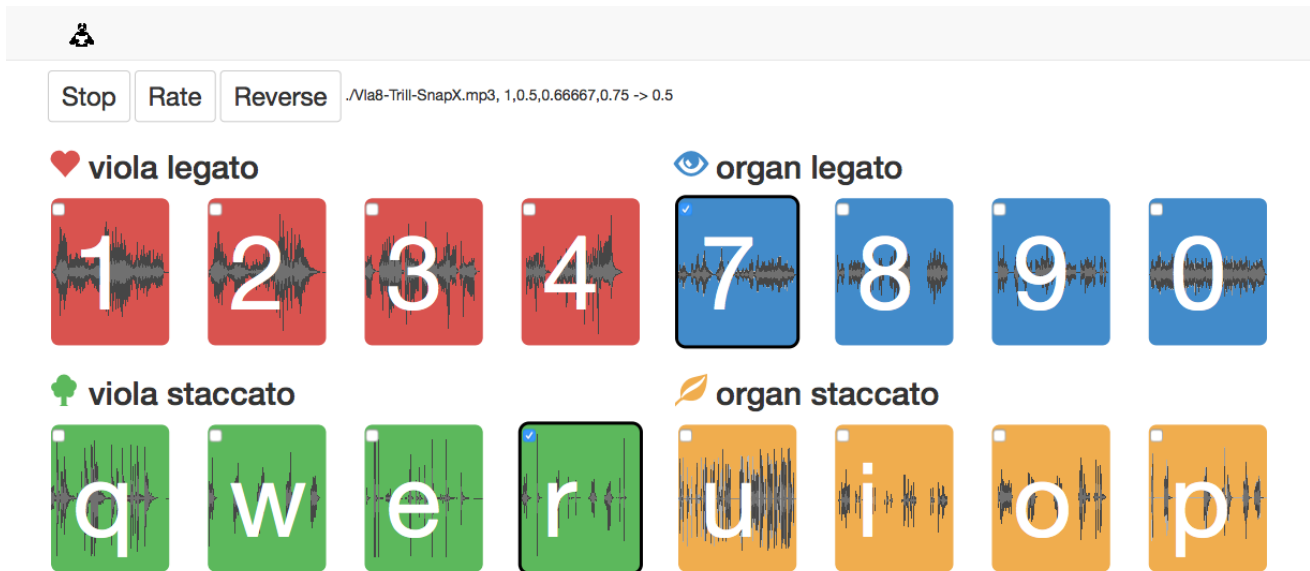 Stop Rate Reverse ./Vla8-Trill-SnapX.mp3, 1,0.5,0.66667,0.75 -> 0.5
viola legato organ legato
1 2 3 4 7 8 9 0
viola staccato organ staccato
q w e r u i o p